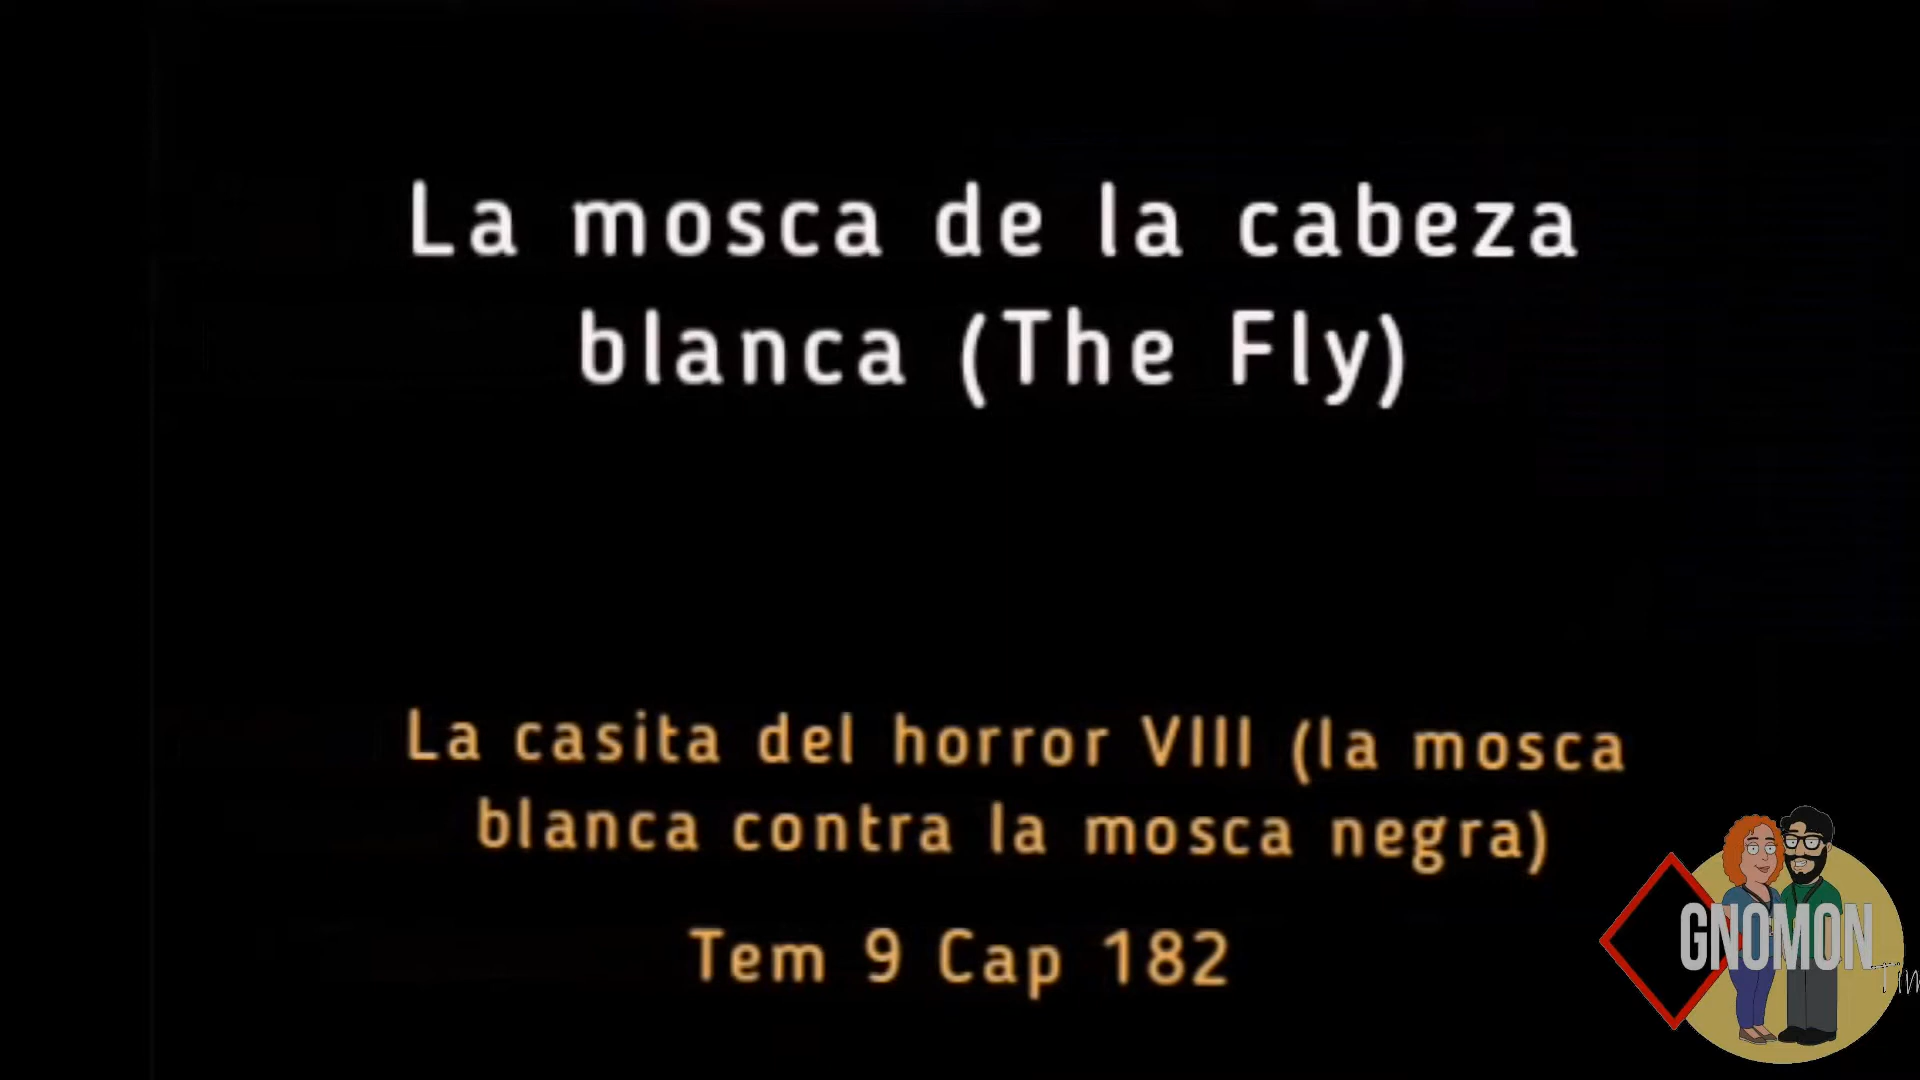 La mosca de la cabeza
blanca (The Fly)
La casita del horror VIII (la mosca
blanca contra la mosca negra)
Tem 9 Cap 182
GNOMON